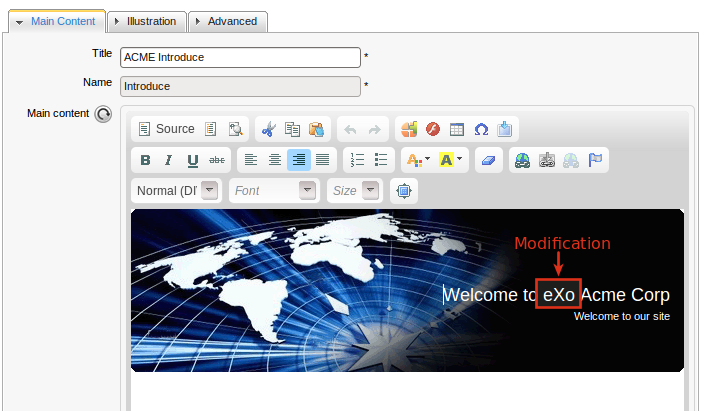 Main Content Illustration Advanced
Title ACME Introduce *
Name Introduce *
Main content
Source
B I U abc
Normal (DI Font Size
Modification
Welcome to eXo Acme Corp
Welcome to our site